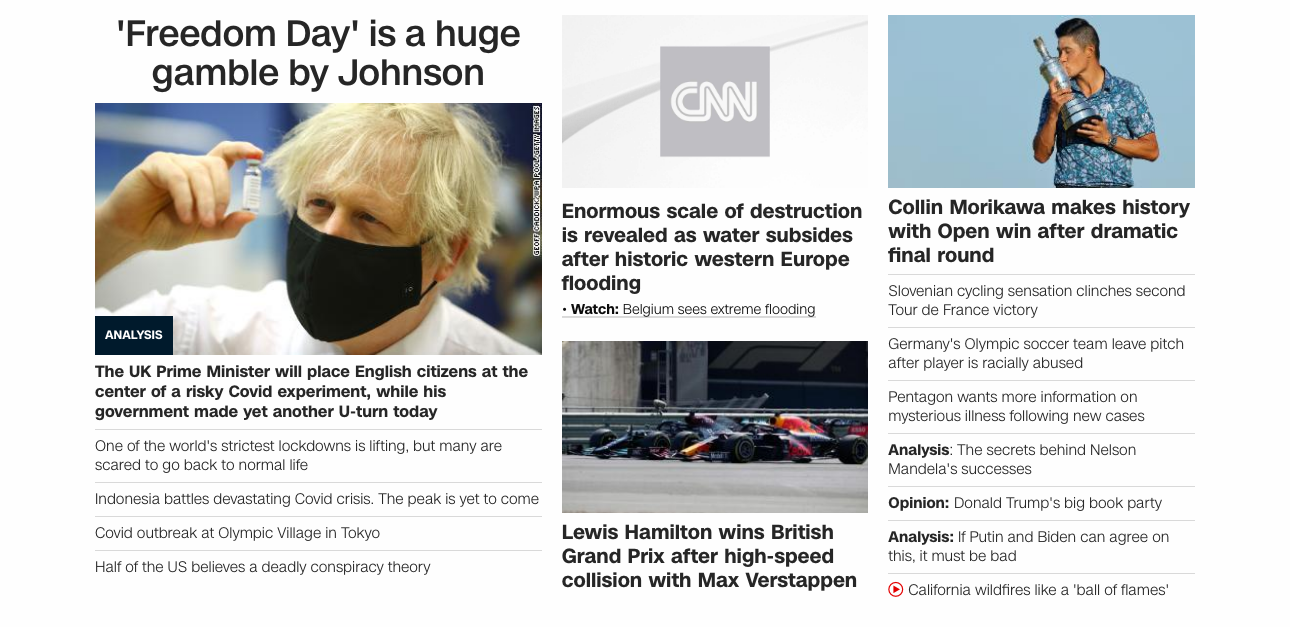 'Freedom Day' is a huge
gamble by Johnson
GEOFF CADDICK/WPA POOL/GETTY IMAGES
ANALYSIS
The UK Prime Minister will place English citizens at the
center of a risky Covid experiment, while his
government made yet another U-turn today
One of the world's strictest lockdowns is lifting, but many are
scared to go back to normal life
Indonesia battles devastating Covid crisis. The peak is yet to come
Covid outbreak at Olympic Village in Tokyo
Half of the US believes a deadly conspiracy theory
CNN
Enormous scale of destruction
is revealed as water subsides
after historic western Europe
flooding
• Watch: Belgium sees extreme flooding
Lewis Hamilton wins British
Grand Prix after high-speed
collision with Max Verstappen
Collin Morikawa makes history
with Open win after dramatic
final round
Slovenian cycling sensation clinches second
Tour de France victory
Germany's Olympic soccer team leave pitch
after player is racially abused
Pentagon wants more information on
mysterious illness following new cases
Analysis: The secrets behind Nelson
Mandela's successes
Opinion: Donald Trump's big book party
Analysis: If Putin and Biden can agree on
this, it must be bad
California wildfires like a 'ball of flames'